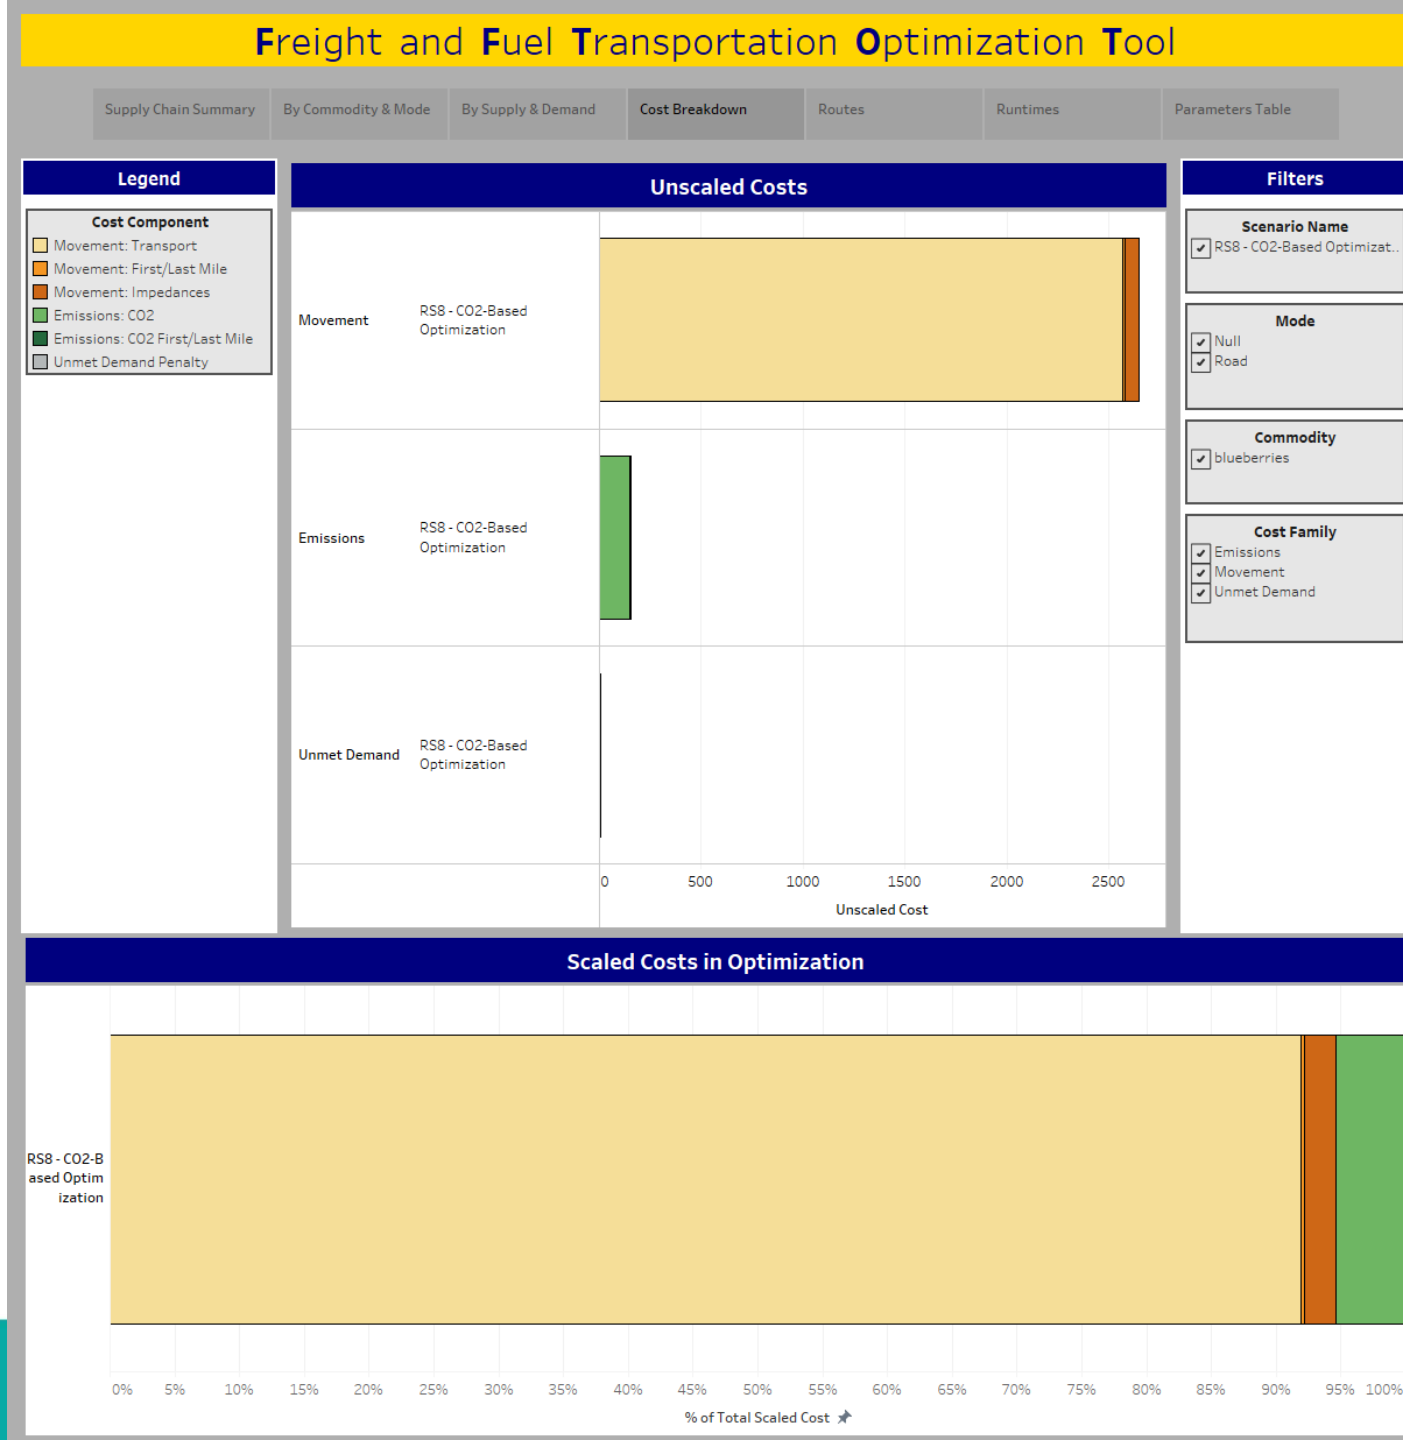 Freight and Fuel Transportation Optimization Tool
Supply Chain Summary
By Commodity & Mode
By Supply & Demand
Cost Breakdown
Routes
Runtimes
Parameters Table
Legend
Cost Component
Movement: Transport
Movement: First/Last Mile
Movement: Impedances
Emissions: CO2
Emissions: CO2 First/Last Mile
Unmet Demand Penalty
Unscaled Costs
Movement
RS8 - CO2-Based
Optimization
Emissions
RS8 - CO2-Based
Optimization
Unmet Demand
RS8 - CO2-Based
Optimization
0 500 1000 1500 2000 2500
Unscaled Cost
Filters
Scenario Name
RS8 - CO2-Based Optimizat..
Mode
Null
Road
Commodity
blueberries
Cost Family
Emissions
Movement
Unmet Demand
Scaled Costs in Optimization
RS8 - CO2-B
ased Optim
ization
0% 5% 10% 15% 20% 25% 30% 35% 40% 45% 50% 55% 60% 65% 70% 75% 80% 85% 90% 95% 100%
% of Total Scaled Cost